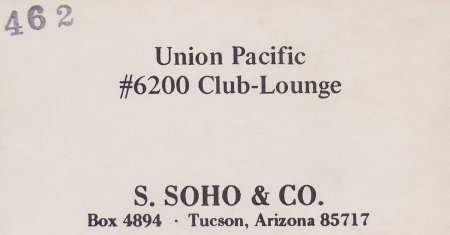 462
Union Pacific
#6200 Club-Lounge
S. SOHO & CO.
Box 4894 · Tucson, Arizona 85717